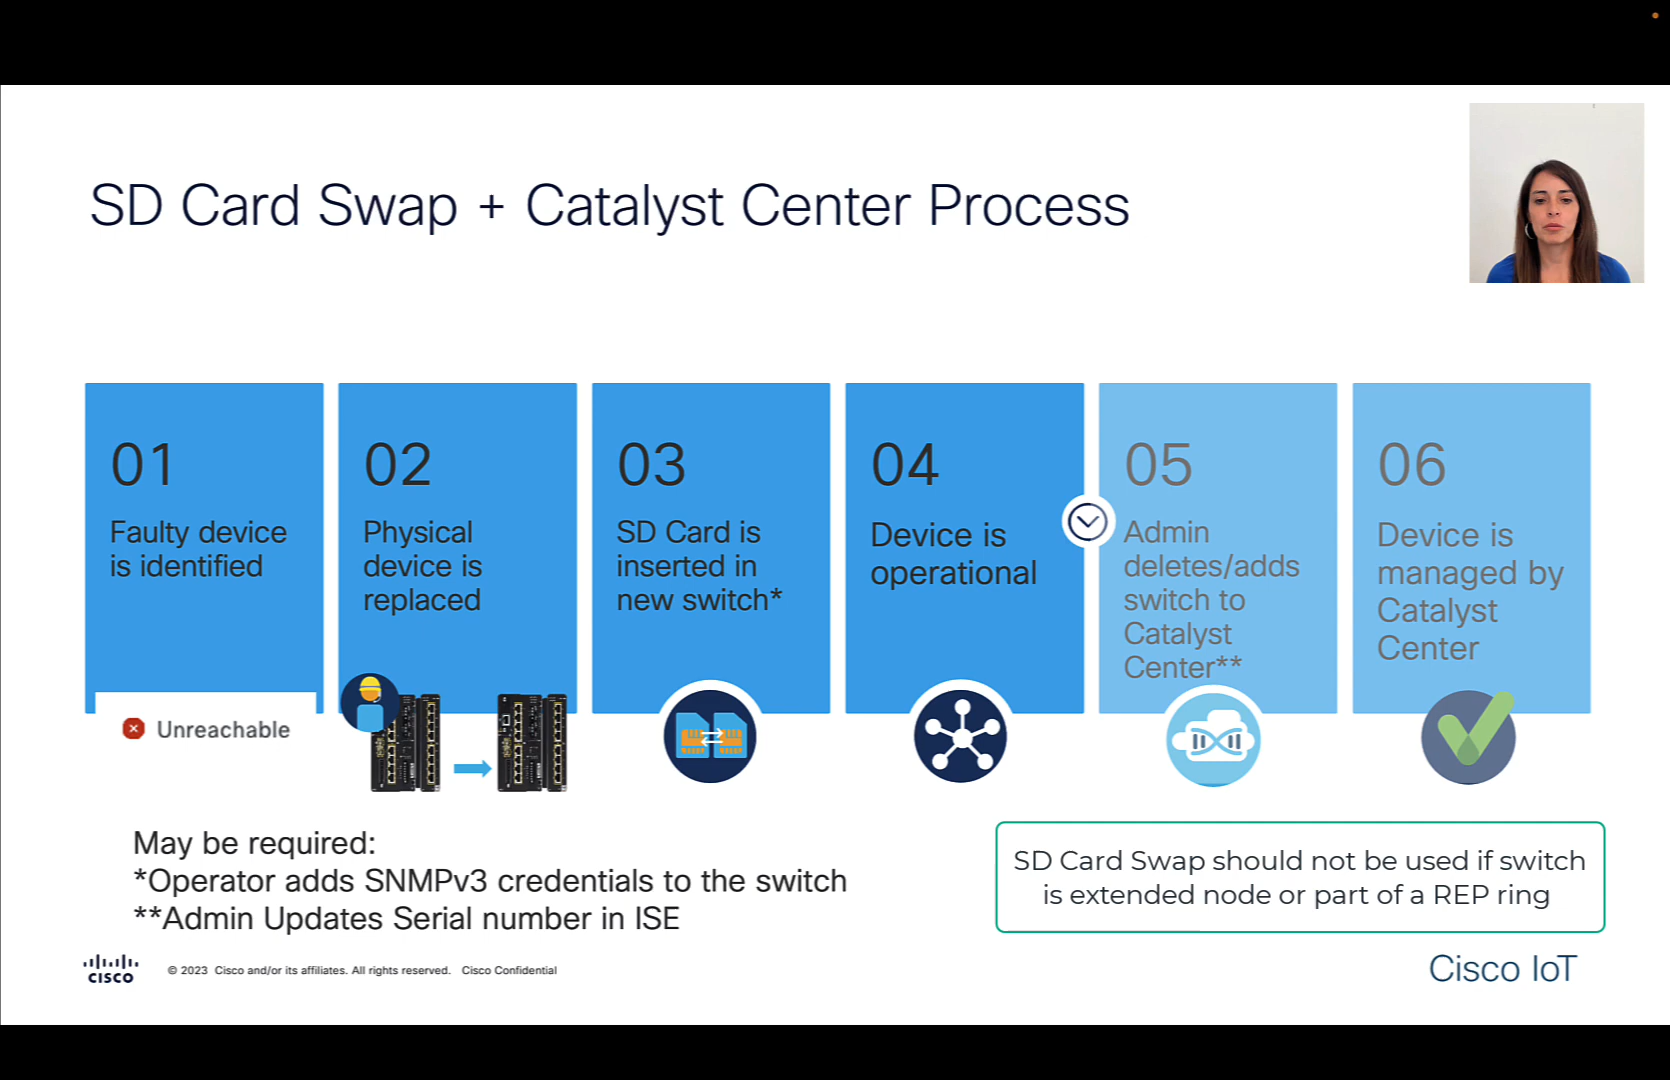 SD Card Swap + Catalyst Center Process
01
Faulty device
is identified
Unreachable
02
Physical
device is
replaced
03
SD Card is
inserted in
new switch*
04
Device is
operational
05
Admin
deletes/adds
switch to
Catalyst
Center**
06
Device is
managed by
Catalyst
Center
May be required:
*Operator adds SNMPv3 credentials to the switch
**Admin Updates Serial number in ISE
SD Card Swap should not be used if switch
is extended node or part of a REP ring
CISCO
© 2023 Cisco and/or its affiliates. All rights reserved. Cisco Confidential
Cisco IoT